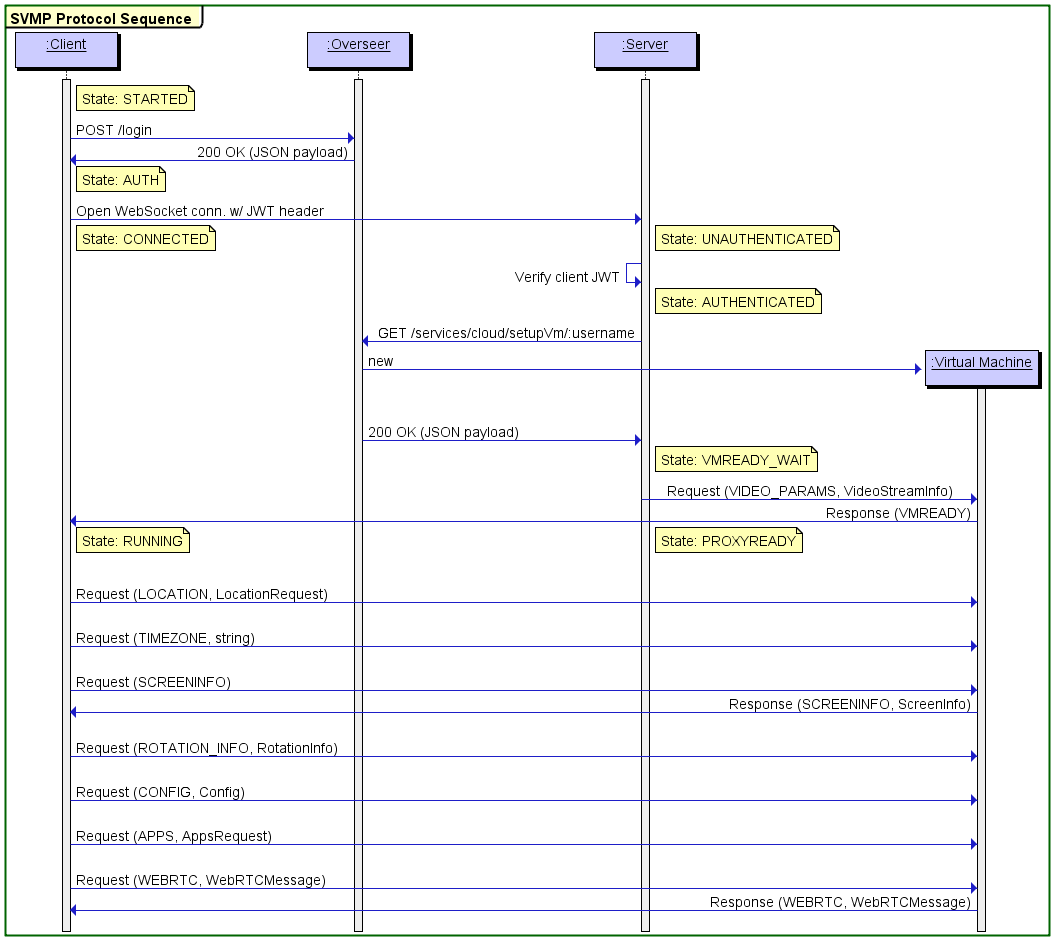 SVMP Protocol Sequence
:Client
:Overseer
:Server
State: STARTED
POST /login
200 OK (JSON payload)
State: AUTH
Open WebSocket conn. w/ JWT header
State: CONNECTED
State: UNAUTHENTICATED
Verify client JWT
State: AUTHENTICATED
GET /services/cloud/setupVm/:username
new
:Virtual Machine
200 OK (JSON payload)
State: VMREADY_WAIT
Request (VIDEO_PARAMS, VideoStreamInfo)
Response (VMREADY)
State: RUNNING
State: PROXYREADY
Request (LOCATION, LocationRequest)
Request (TIMEZONE, string)
Request (SCREENINFO)
Response (SCREENINFO, ScreenInfo)
Request (ROTATION_INFO, RotationInfo)
Request (CONFIG, Config)
Request (APPS, AppsRequest)
Request (WEBRTC, WebRTCMessage)
Response (WEBRTC, WebRTCMessage)